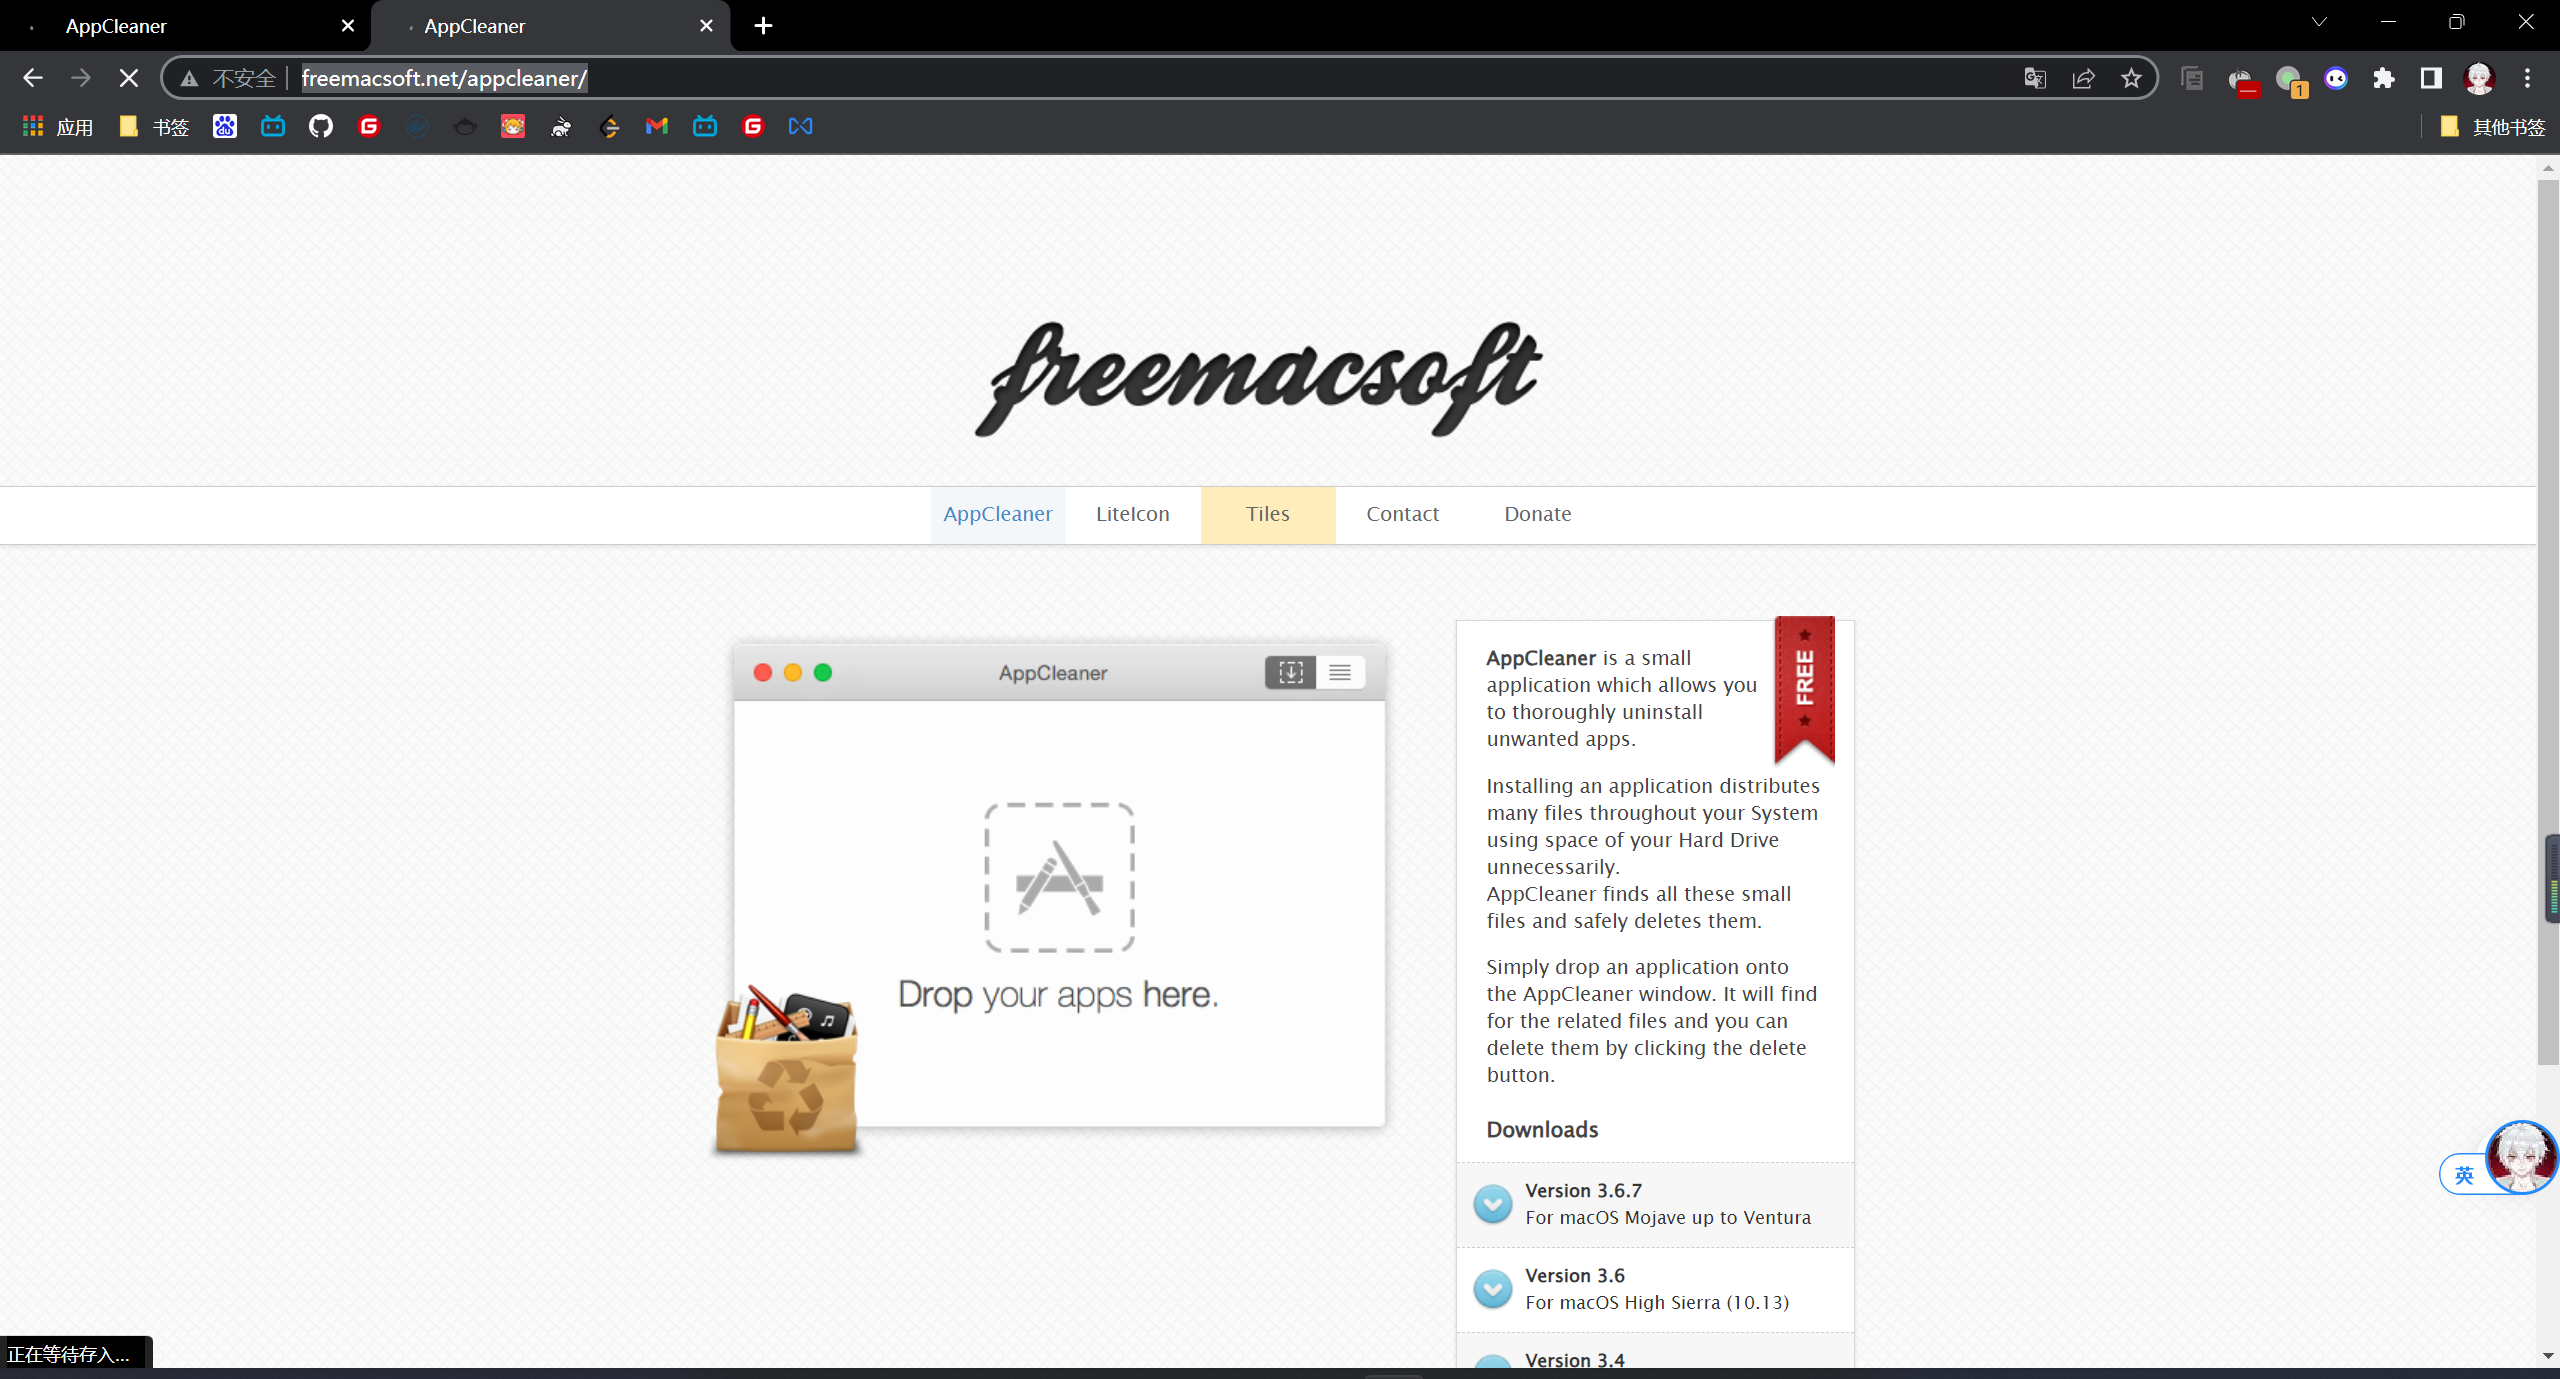 AppCleaner
AppCleaner
不安全
freemacsoft.net/appcleaner/
1
应用
书签
du
G
G
其他书签
freemacsoft
AppCleaner
LiteIcon
Tiles
Contact
Donate
AppCleaner
Drop your apps here.
FREE
AppCleaner is a small
application which allows you
to thoroughly uninstall
unwanted apps.
Installing an application distributes
many files throughout your System
using space of your Hard Drive
unnecessarily.
AppCleaner finds all these small
files and safely deletes them.
Simply drop an application onto
the AppCleaner window. It will find
for the related files and you can
delete them by clicking the delete
button.
Downloads
Version 3.6.7
For macOS Mojave up to Ventura
Version 3.6
For macOS High Sierra (10.13)
Version 3.4
英
正在等待存入...